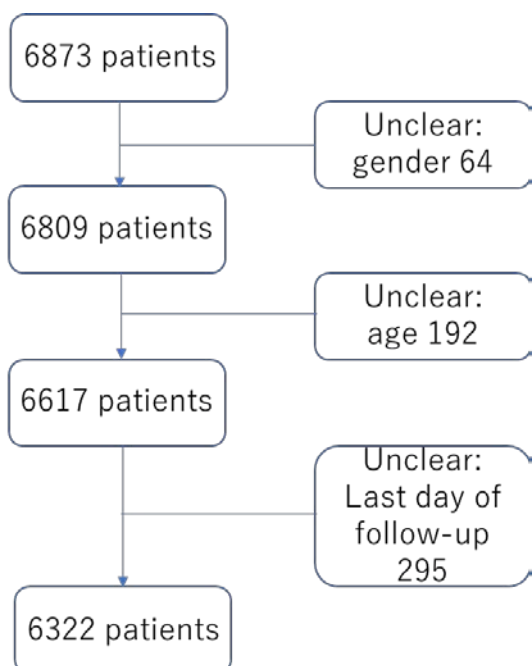 6873 patients
Unclear:
gender 64
6809 patients
Unclear:
age 192
6617 patients
Unclear:
Last day of
follow-up
295
6322 patients